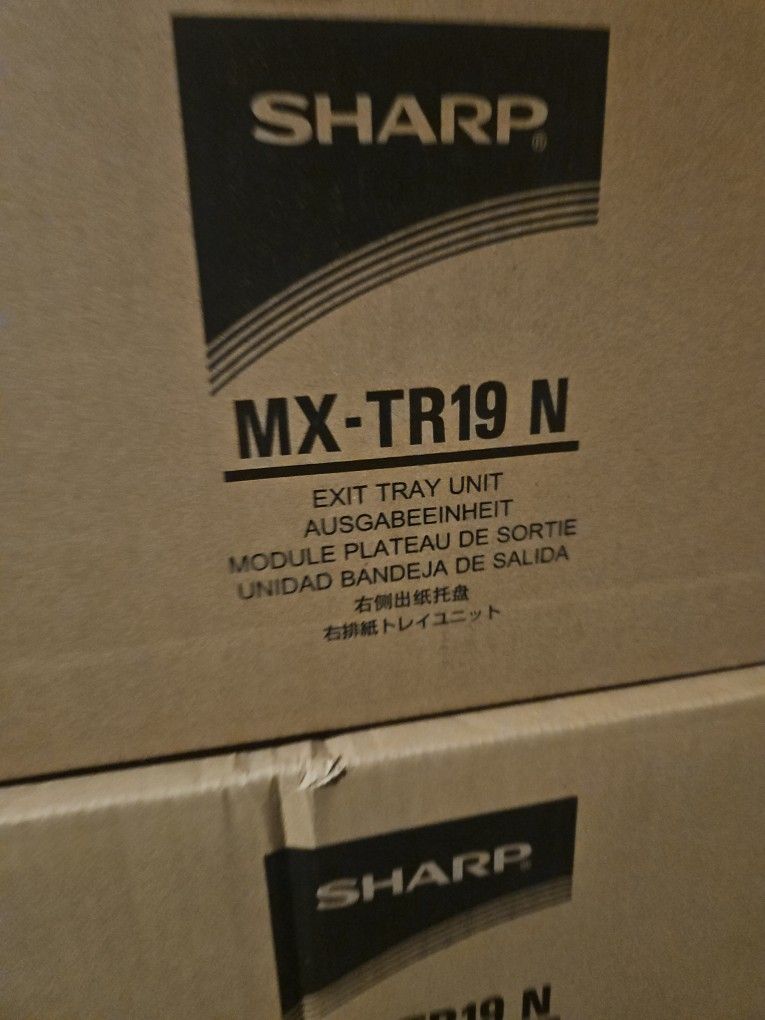 SHARP®
MX-TR19 N
EXIT TRAY UNIT
AUSGABEEINHEIT
MODULE PLATEAU DE SORTIE
UNIDAD BANDEJA DE SALIDA
右侧出纸托盘
右排紙トレイユニット
SHARP®
TR19 N